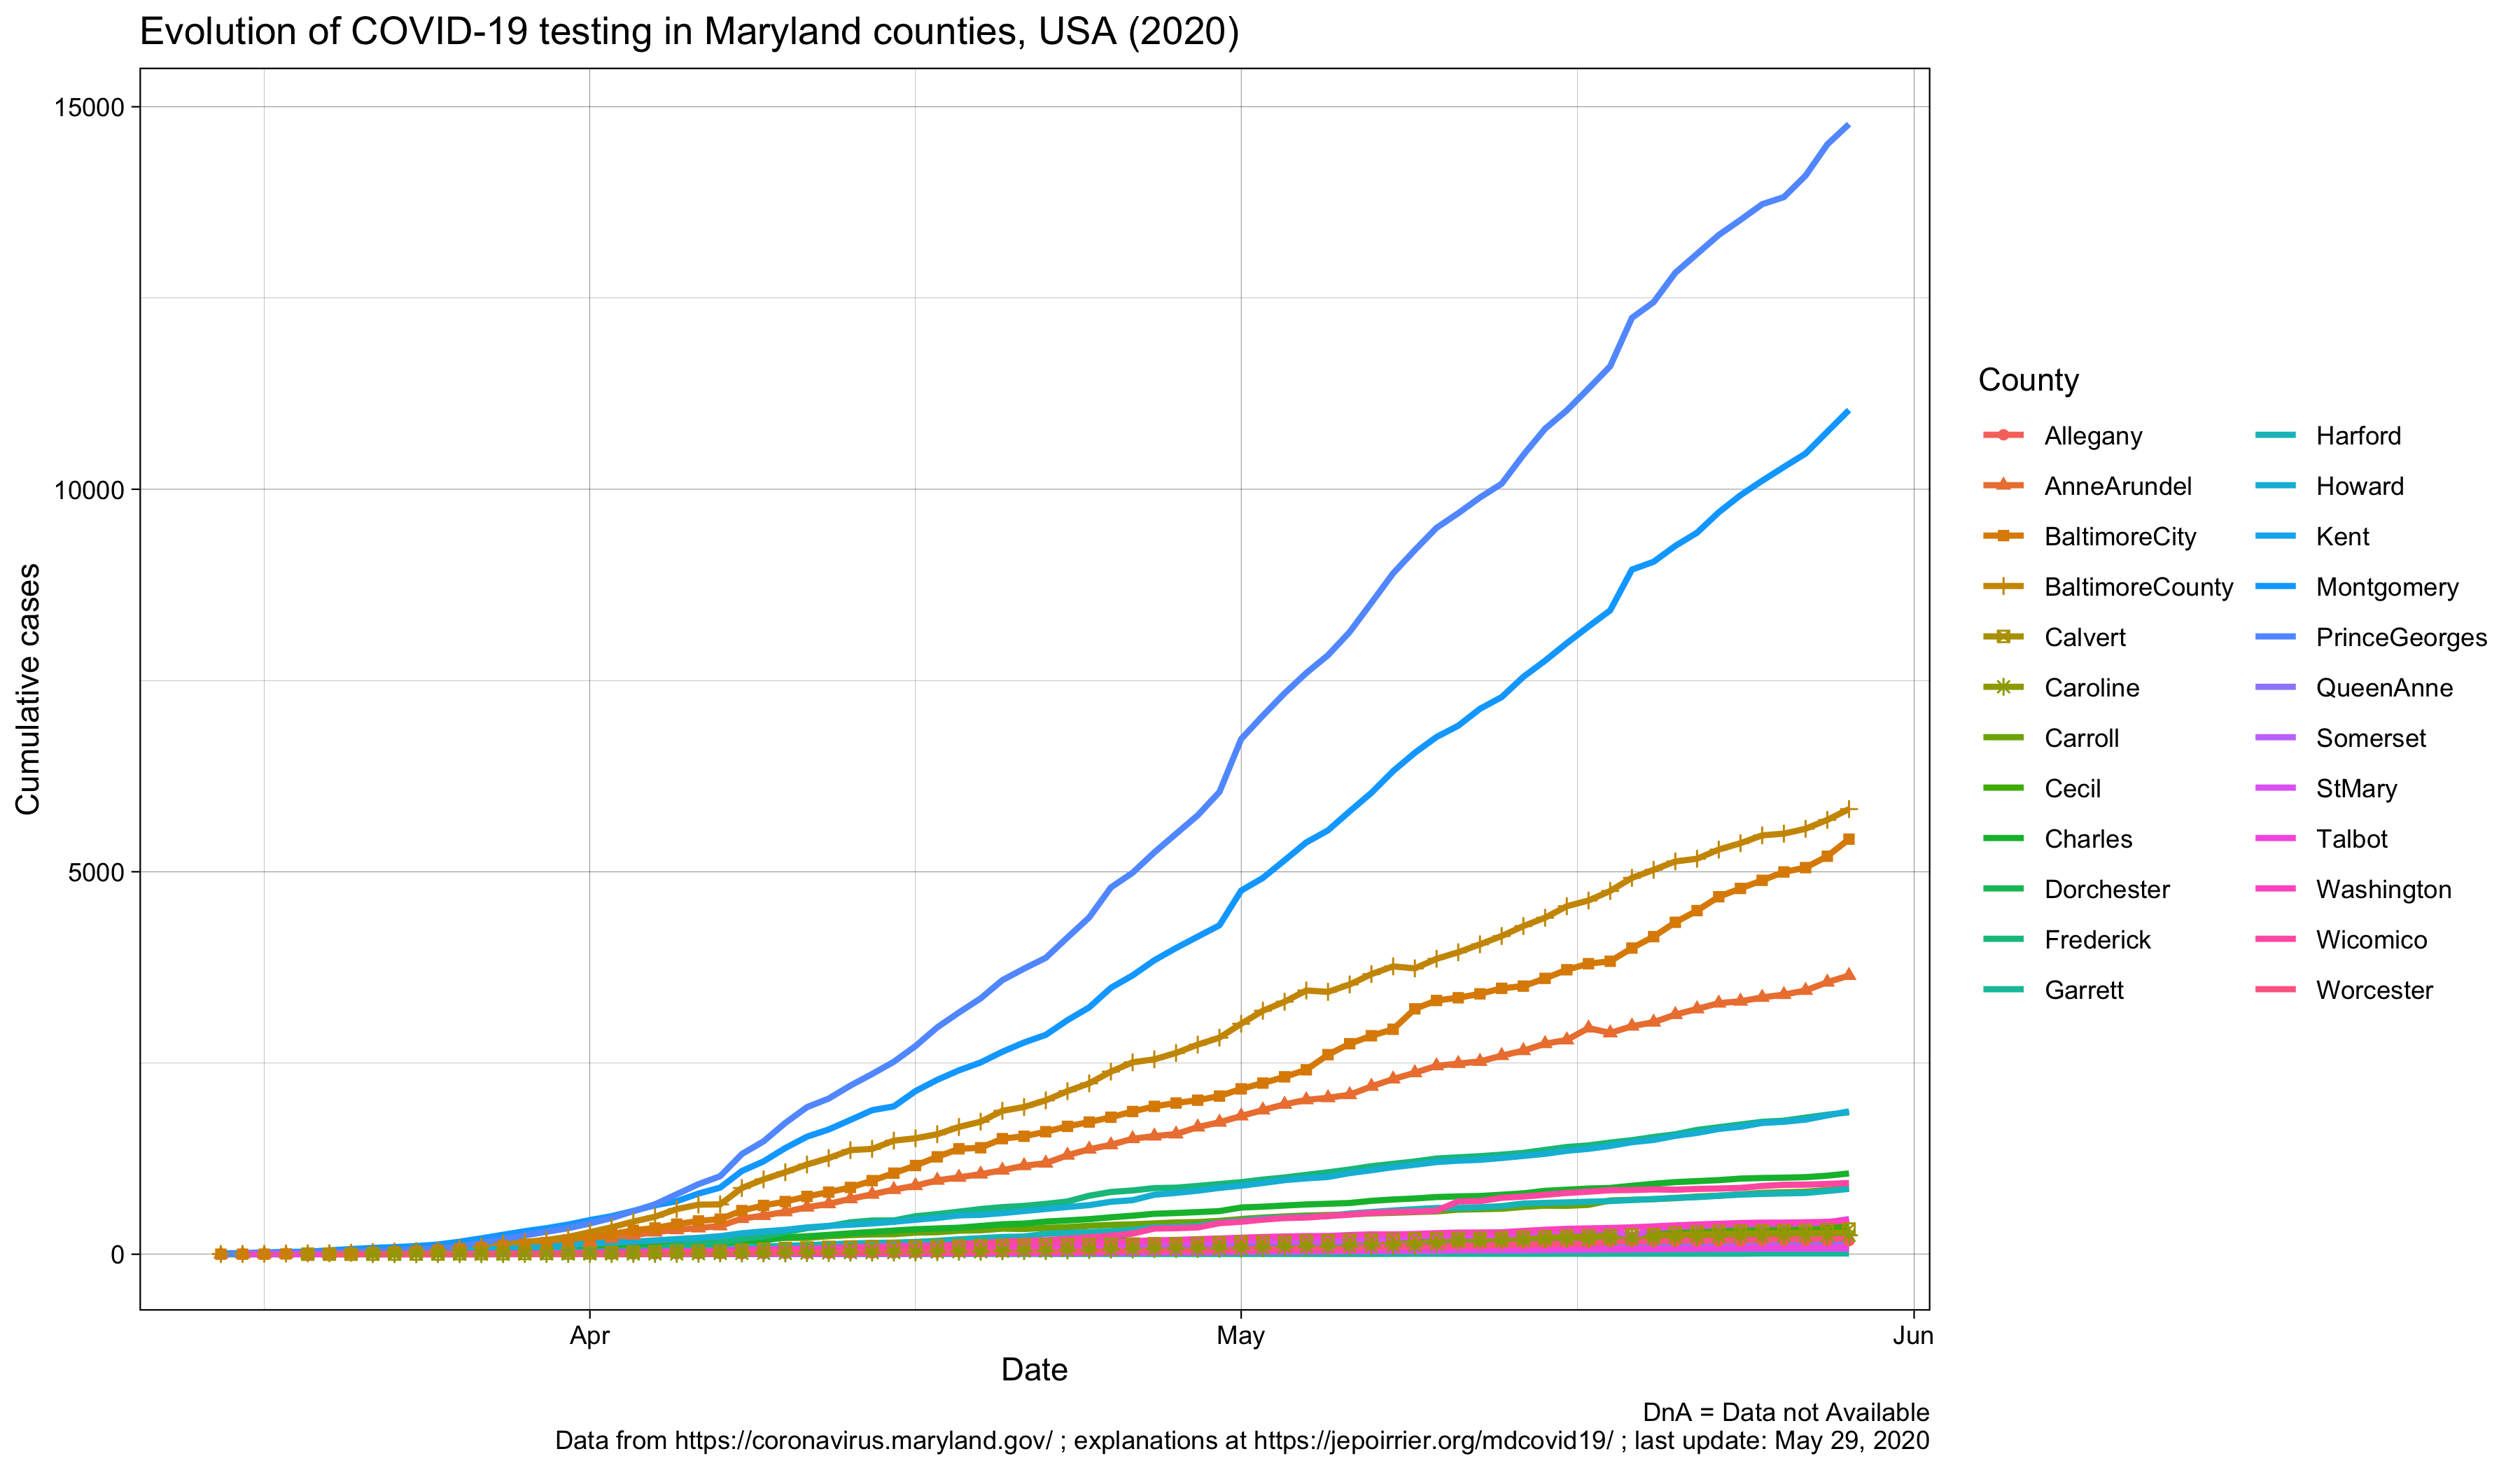 Evolution of COVID-19 testing in Maryland counties, USA (2020)
15000
10000
5000
0
Cumulative cases
Apr
May
Jun
Date
County
Allegany
AnneArundel
BaltimoreCity
BaltimoreCounty
Calvert
Caroline
Carroll
Cecil
Charles
Dorchester
Frederick
Garrett
Harford
Howard
Kent
Montgomery
PrinceGeorges
QueenAnne
Somerset
StMary
Talbot
Washington
Wicomico
Worcester
DnA = Data not Available
Data from https://coronavirus.maryland.gov/ ; explanations at https://jepoirrier.org/mdcovid19/ ; last update: May 29, 2020